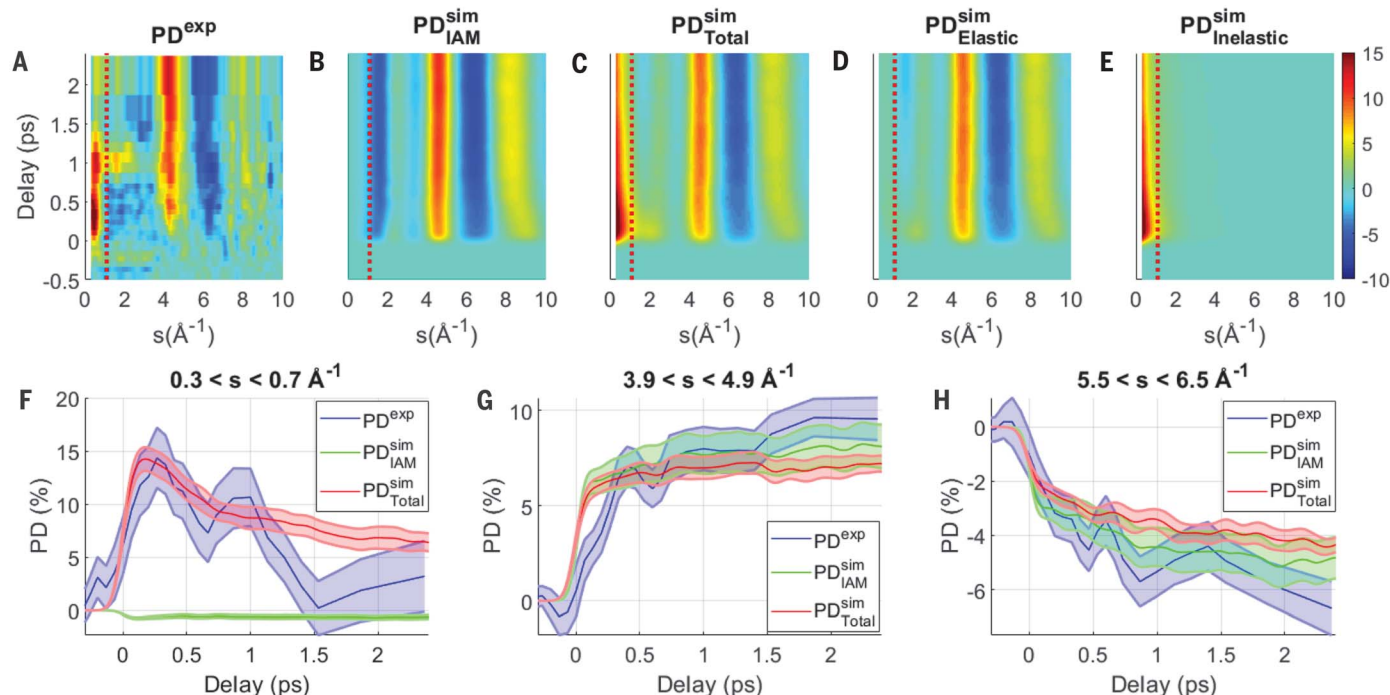 A PD^exp
B PD^sim_IAM
C PD^sim_Total
D PD^sim_Elastic
E PD^sim_Inelastic
Delay (ps)
2
1.5
1
0.5
0
-0.5
0 2 4 6 8 10
s(Å⁻¹)
0 2 4 6 8 10
s(Å⁻¹)
0 2 4 6 8 10
s(Å⁻¹)
0 2 4 6 8 10
s(Å⁻¹)
0 2 4 6 8 10
s(Å⁻¹)
15
10
5
0
-5
-10
F 0.3 < s < 0.7 Å⁻¹
PD (%)
20
15
10
5
0
PD^exp
PD^sim_IAM
PD^sim_Total
0 0.5 1 1.5 2
Delay (ps)
G 3.9 < s < 4.9 Å⁻¹
PD (%)
10
5
0
PD^exp
PD^sim_IAM
PD^sim_Total
0 0.5 1 1.5 2
Delay (ps)
H 5.5 < s < 6.5 Å⁻¹
PD (%)
0
-2
-4
-6
PD^exp
PD^sim_IAM
PD^sim_Total
0 0.5 1 1.5 2
Delay (ps)